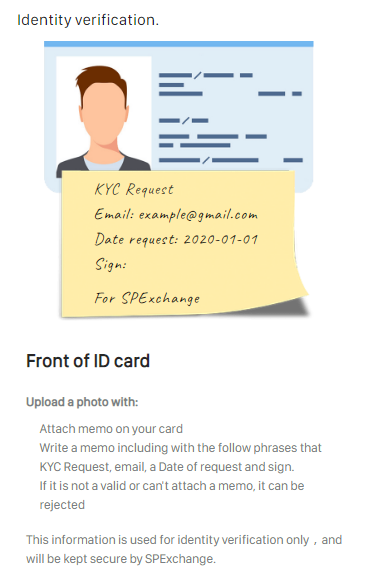 Identity verification.
KYC Request
Email: example@gmail.com
Date request: 2020-01-01
Sign:
For SPExchange
Front of ID card
Upload a photo with:
Attach memo on your card
Write a memo including with the follow phrases that
KYC Request, email, a Date of request and sign.
If it is not a valid or can't attach a memo, it can be
rejected
This information is used for identity verification only，and
will be kept secure by SPExchange.